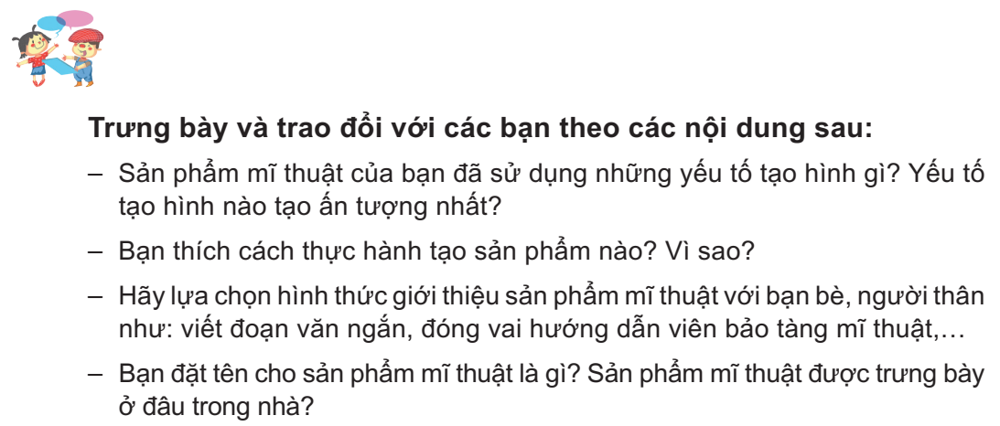 Trưng bày và trao đổi với các bạn theo các nội dung sau:
– Sản phẩm mĩ thuật của bạn đã sử dụng những yếu tố tạo hình gì? Yếu tố
tạo hình nào tạo ấn tượng nhất?
– Bạn thích cách thực hành tạo sản phẩm nào? Vì sao?
– Hãy lựa chọn hình thức giới thiệu sản phẩm mĩ thuật với bạn bè, người thân
như: viết đoạn văn ngắn, đóng vai hướng dẫn viên bảo tàng mĩ thuật,…
– Bạn đặt tên cho sản phẩm mĩ thuật là gì? Sản phẩm mĩ thuật được trưng bày
ở đâu trong nhà?